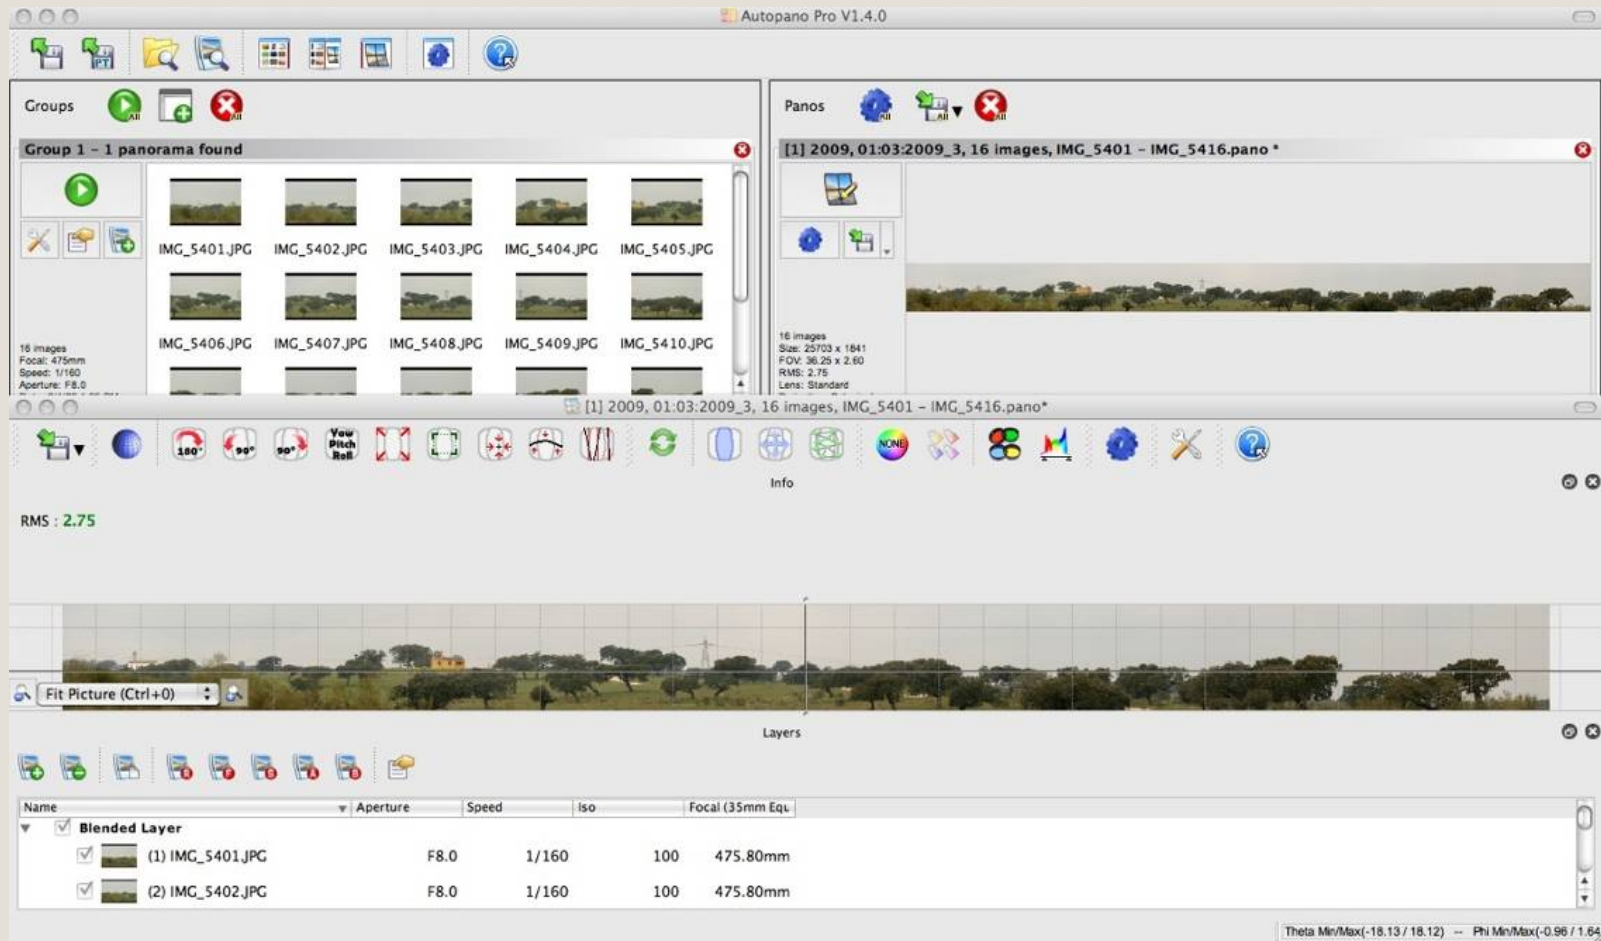 Autopano Pro V1.4.0
PT
Groups
All
All
Panos
All
All
All
Group 1 - 1 panorama found
IMG_5401.JPG IMG_5402.JPG IMG_5403.JPG IMG_5404.JPG IMG_5405.JPG
IMG_5406.JPG IMG_5407.JPG IMG_5408.JPG IMG_5409.JPG IMG_5410.JPG
16 images
Focal: 475mm
Speed: 1/160
Aperture: F8.0
[1] 2009, 01:03:2009_3, 16 images, IMG_5401 - IMG_5416.pano *
16 images
Size: 25703 x 1841
FOV: 36.25 x 2.60
RMS: 2.75
Lens: Standard
[1] 2009, 01:03:2009_3, 16 images, IMG_5401 - IMG_5416.pano*
180° 90° 90°
Yaw
Pitch
Roll
NONE
Info
RMS : 2.75
Fit Picture (Ctrl+0)
Layers
R F S A B
Name Aperture Speed Iso Focal (35mm Equ
Blended Layer
(1) IMG_5401.JPG F8.0 1/160 100 475.80mm
(2) IMG_5402.JPG F8.0 1/160 100 475.80mm
Theta Min/Max(-18.13 / 18.12) -- Phi Min/Max(-0.96 / 1.64